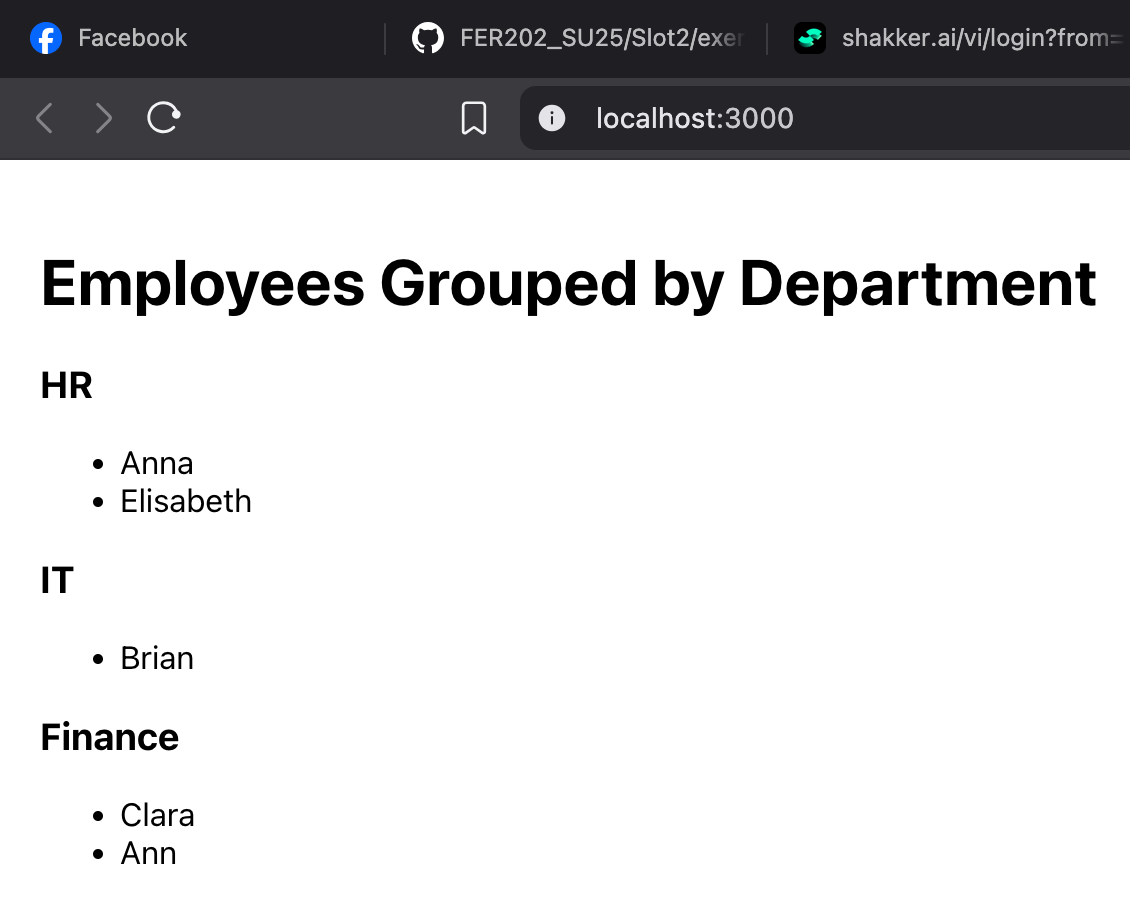 Facebook
FER202_SU25/Slot2/exer
shakker.ai/vi/login?from=
localhost:3000
Employees Grouped by Department
HR
• Anna
• Elisabeth
IT
• Brian
Finance
• Clara
• Ann